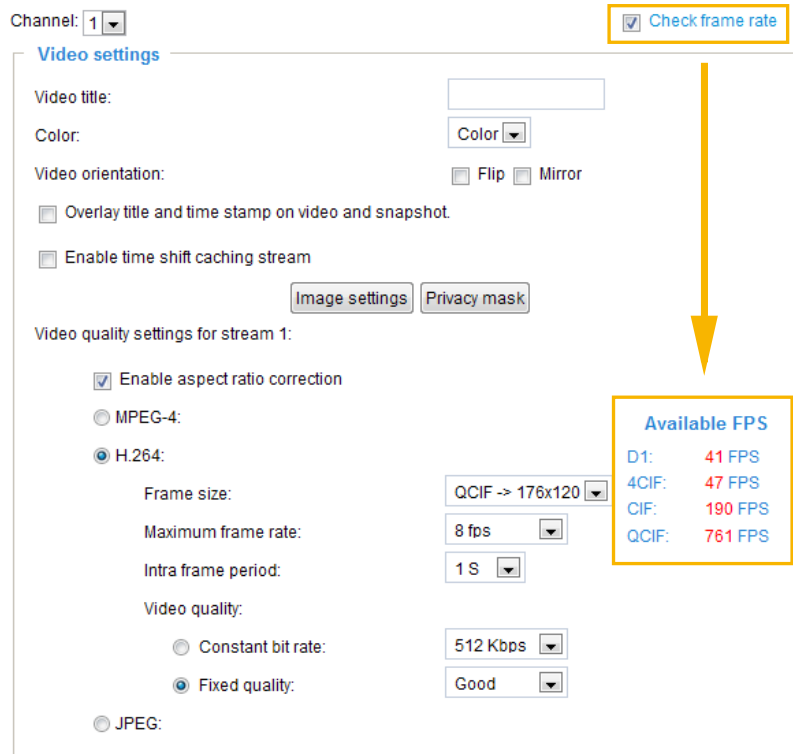 Channel: 1 Check frame rate
Video settings
Video title:
Color: Color
Video orientation: Flip Mirror
Overlay title and time stamp on video and snapshot.
Enable time shift caching stream
Image settings Privacy mask
Video quality settings for stream 1:
Enable aspect ratio correction
MPEG-4:
H.264:
Frame size: QCIF -> 176x120
Maximum frame rate: 8 fps
Intra frame period: 1 S
Video quality:
Constant bit rate: 512 Kbps
Fixed quality: Good
JPEG:
Available FPS
D1: 41 FPS
4CIF: 47 FPS
CIF: 190 FPS
QCIF: 761 FPS